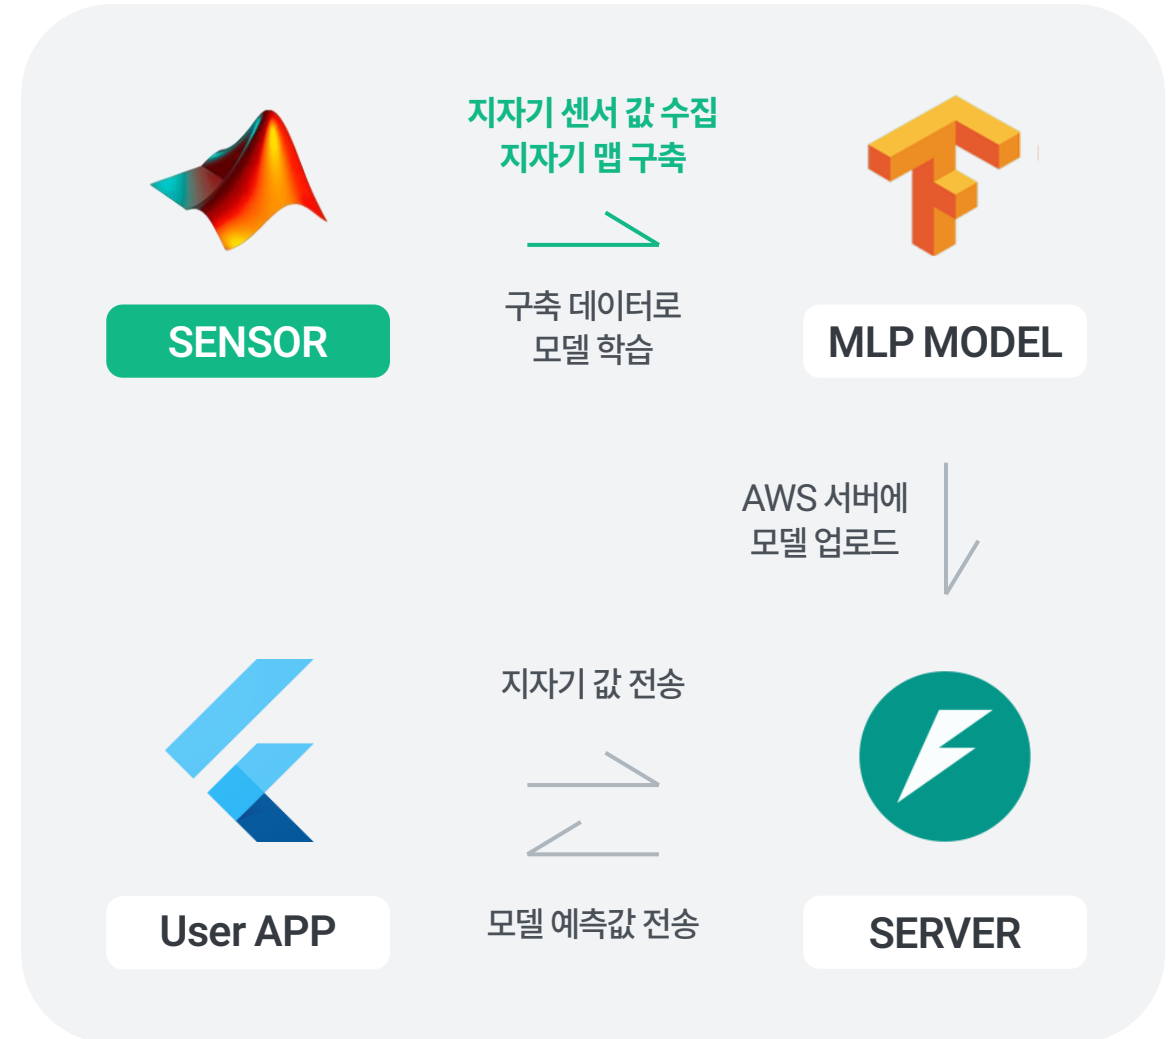 지자기 센서 값 수집
지자기 맵 구축
SENSOR
구축 데이터로
모델 학습
MLP MODEL
AWS 서버에
모델 업로드
지자기 값 전송
모델 예측값 전송
User APP
SERVER